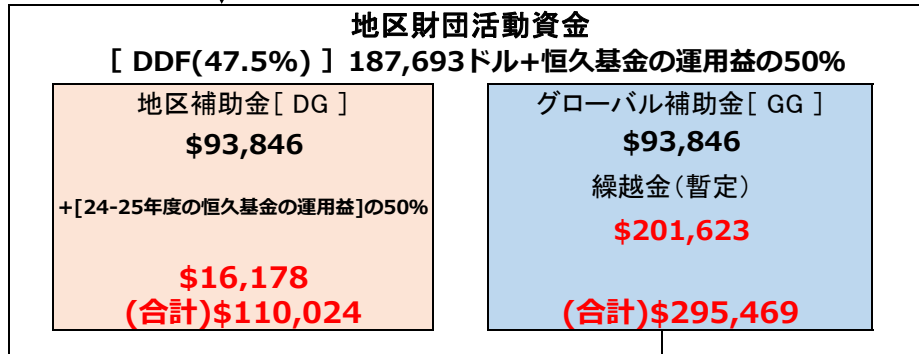 地区財団活動資金
[ DDF(47.5%) ] 187,693ドル+恒久基金の運用益の50%
地区補助金[ DG ]
$93,846
+[24-25年度の恒久基金の運用益]の50%
$16,178
(合計)$110,024
グローバル補助金[ GG ]
$93,846
繰越金(暫定)
$201,623
(合計)$295,469